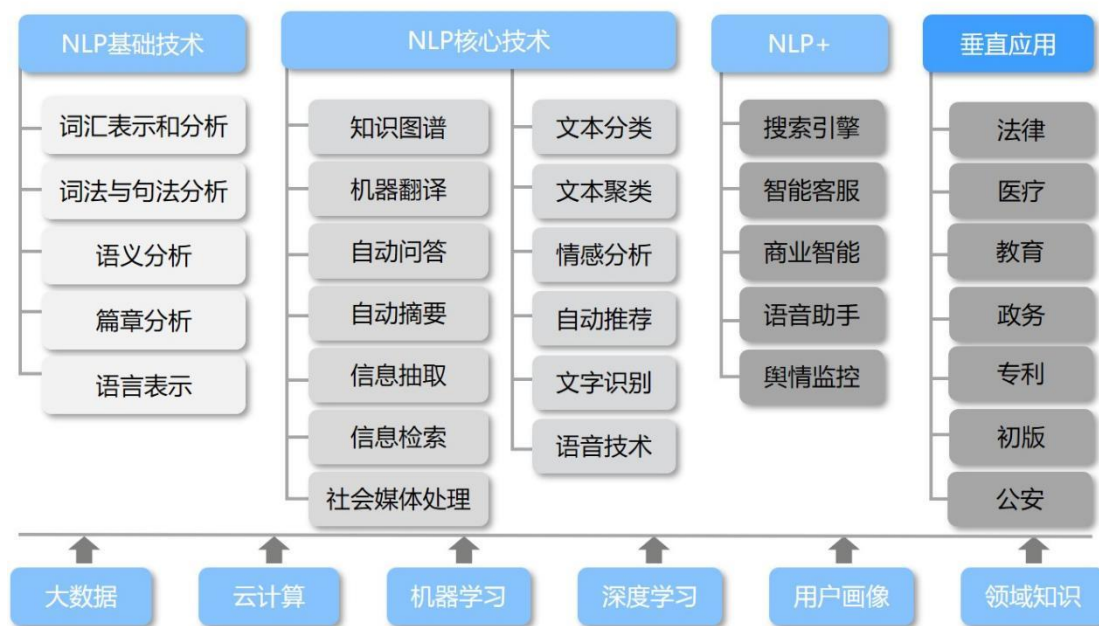 NLP基础技术
词汇表示和分析
词法与句法分析
语义分析
篇章分析
语言表示
NLP核心技术
知识图谱
机器翻译
自动问答
自动摘要
信息抽取
信息检索
社会媒体处理
文本分类
文本聚类
情感分析
自动推荐
文字识别
语音技术
NLP+
搜索引擎
智能客服
商业智能
语音助手
舆情监控
垂直应用
法律
医疗
教育
政务
专利
初版
公安
大数据
云计算
机器学习
深度学习
用户画像
领域知识